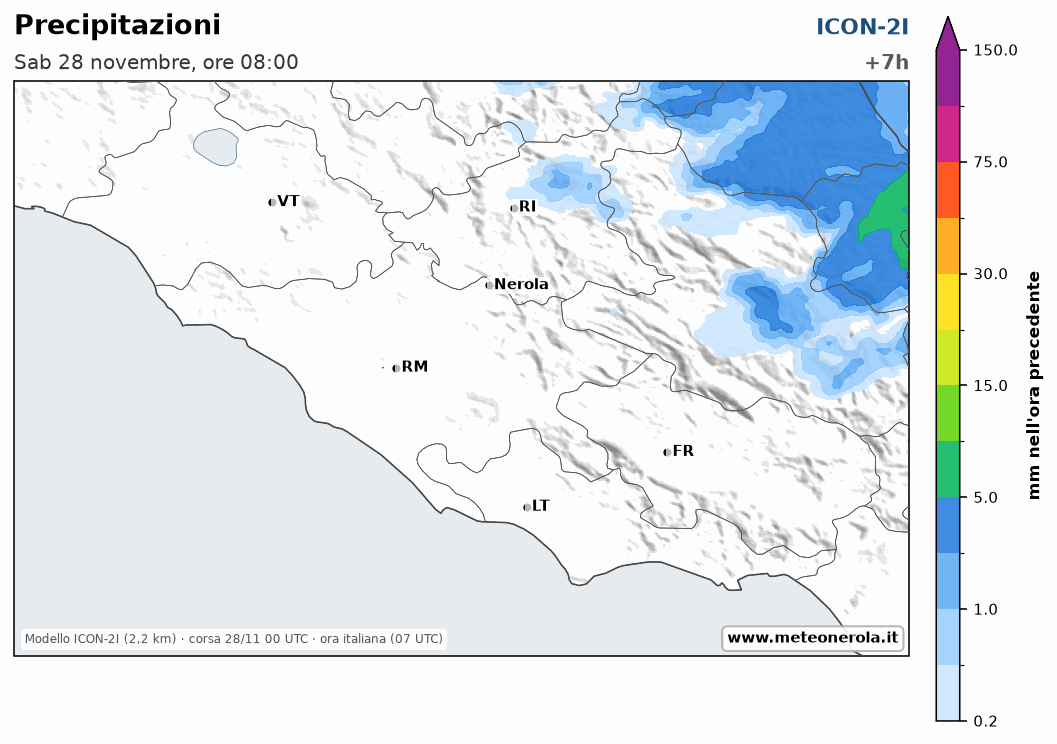 Precipitazioni
ICON-2I
Sab 28 novembre, ore 08:00
+7h
VT
RI
Nerola
RM
FR
LT
Modello ICON-2I (2,2 km) · corsa 28/11 00 UTC · ora italiana (07 UTC)
www.meteonerola.it
150.0
75.0
30.0
15.0
5.0
1.0
0.2
mm nell'ora precedente